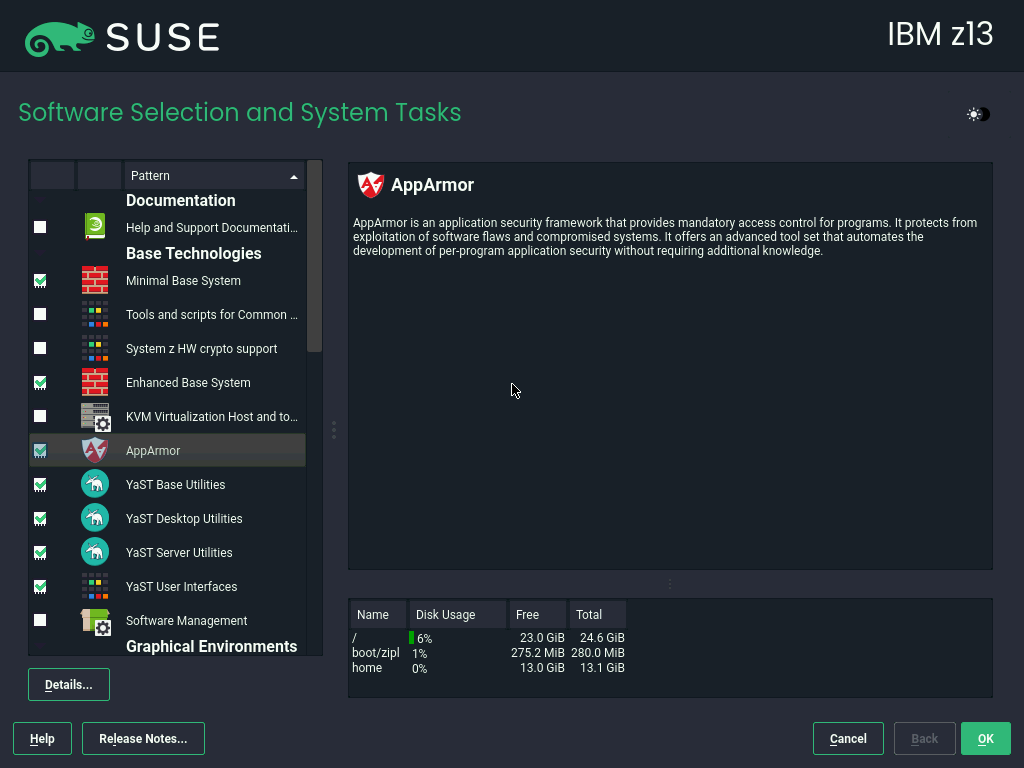 SUSE
IBM z13
Software Selection and System Tasks
Pattern
Documentation
Help and Support Documentati...
Base Technologies
Minimal Base System
Tools and scripts for Common ...
System z HW crypto support
Enhanced Base System
KVM Virtualization Host and to...
AppArmor
YaST Base Utilities
YaST Desktop Utilities
YaST Server Utilities
YaST User Interfaces
Software Management
Graphical Environments
Details...
AppArmor
AppArmor is an application security framework that provides mandatory access control for programs. It protects from
exploitation of software flaws and compromised systems. It offers an advanced tool set that automates the
development of per-program application security without requiring additional knowledge.
Name Disk Usage Free Total
/ 6% 23.0 GiB 24.6 GiB
boot/zipl 1% 275.2 MiB 280.0 MiB
home 0% 13.0 GiB 13.1 GiB
Help Release Notes... Cancel Back OK